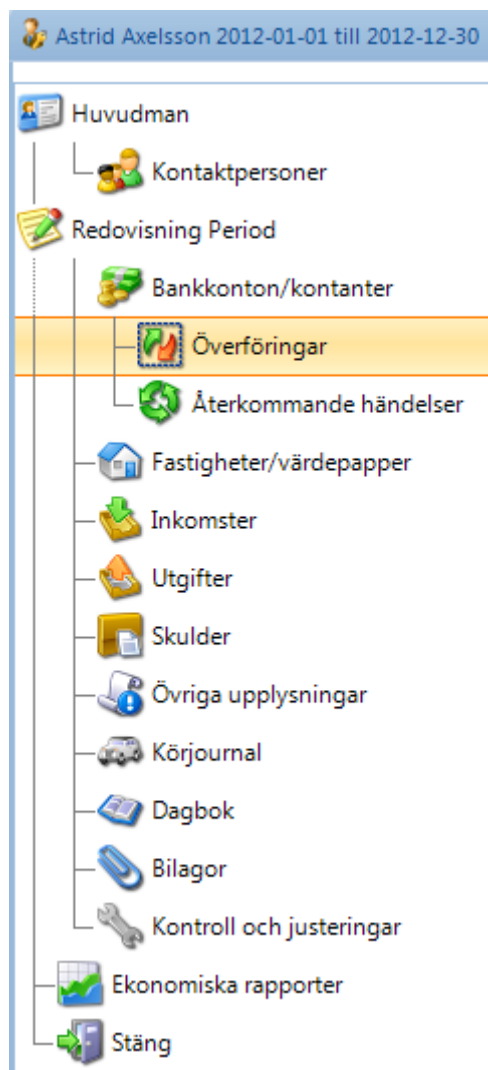 Astrid Axelsson 2012-01-01 till 2012-12-30
Huvudman
Kontaktpersoner
Redovisning Period
Bankkonton/kontanter
Överföringar
Återkommande händelser
Fastigheter/värdepapper
Inkomster
Utgifter
Skulder
Övriga upplysningar
Körjournal
Dagbok
Bilagor
Kontroll och justeringar
Ekonomiska rapporter
Stäng